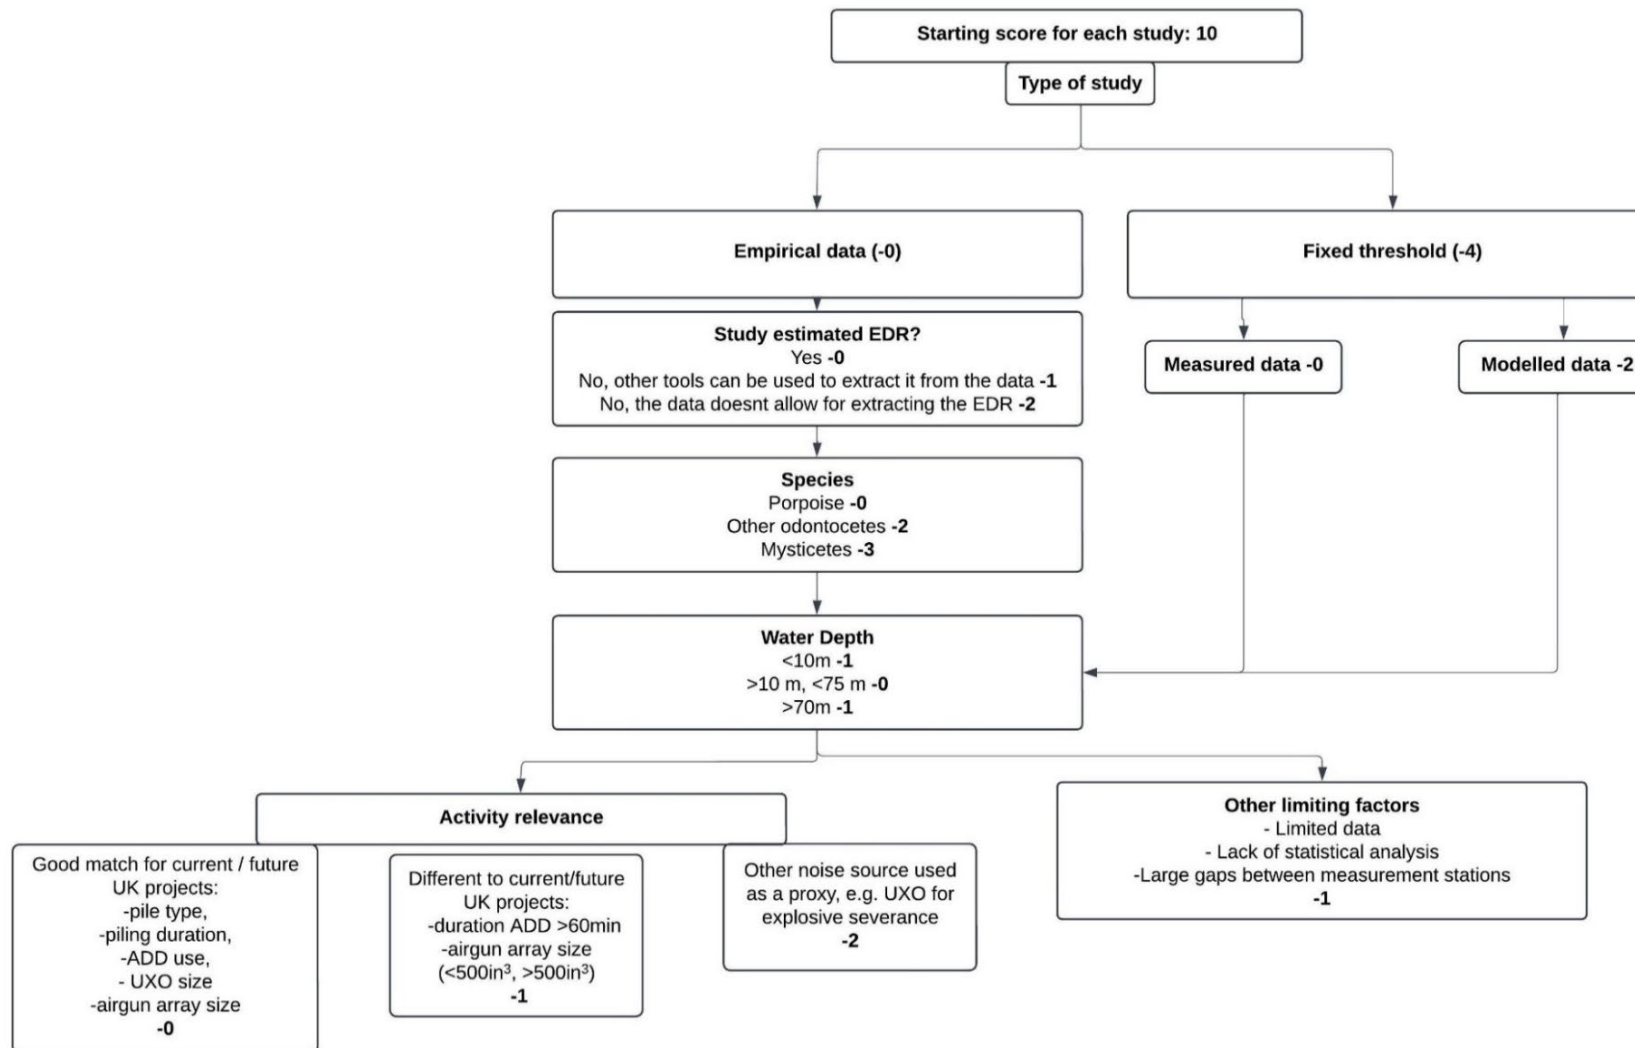 Starting score for each study: 10
Type of study
Empirical data (-0)
Fixed threshold (-4)
Study estimated EDR?
Yes -0
No, other tools can be used to extract it from the data -1
No, the data doesnt allow for extracting the EDR -2
Measured data -0
Modelled data -2
Species
Porpoise -0
Other odontocetes -2
Mysticetes -3
Water Depth
<10m -1
>10 m, <75 m -0
>70m -1
Activity relevance
Good match for current / future
UK projects:
-pile type,
-piling duration,
-ADD use,
- UXO size
-airgun array size
-0
Different to current/future
UK projects:
-duration ADD >60min
-airgun array size
(<500in³, >500in³)
-1
Other noise source used
as a proxy, e.g. UXO for
explosive severance
-2
Other limiting factors
- Limited data
- Lack of statistical analysis
-Large gaps between measurement stations
-1